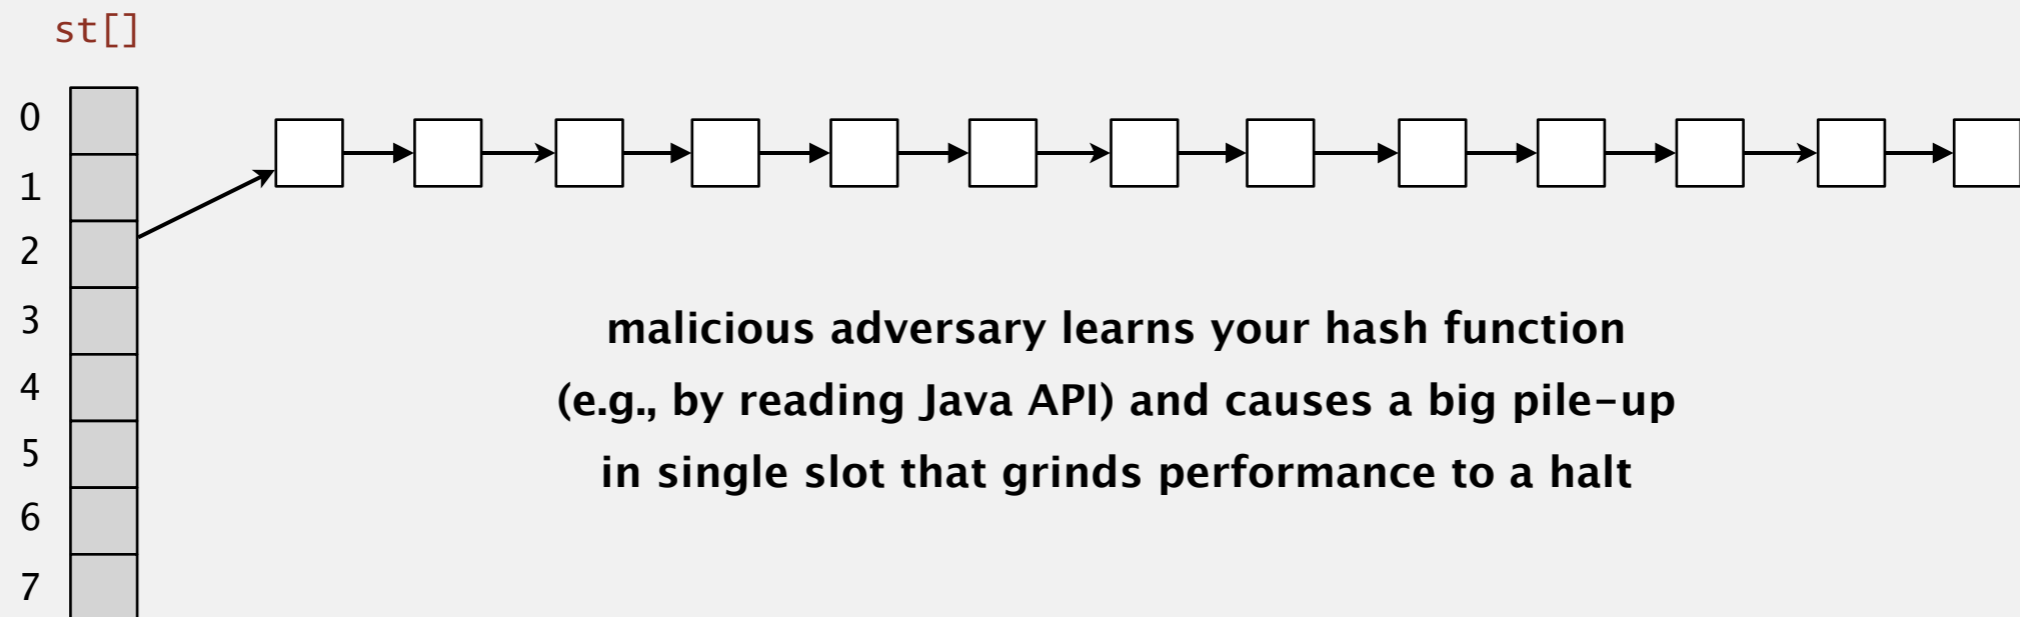 st[]
0
1
2
3
4
5
6
7
malicious adversary learns your hash function
(e.g., by reading Java API) and causes a big pile-up
in single slot that grinds performance to a halt